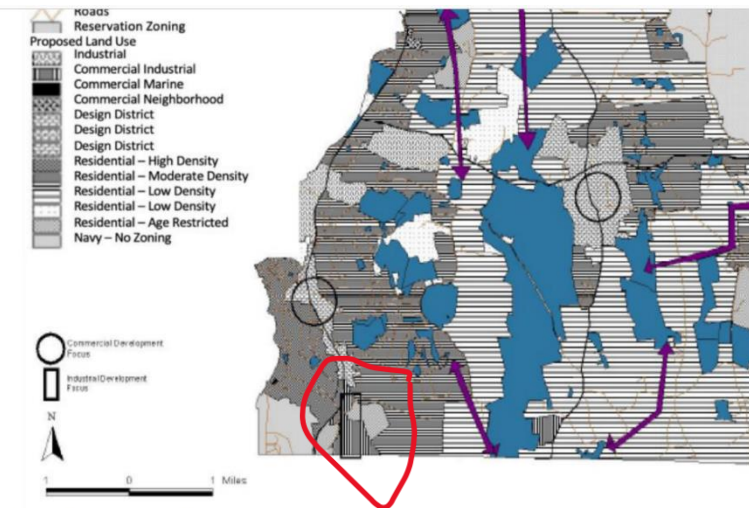 Roads
Reservation Zoning
Proposed Land Use
Industrial
Commercial Industrial
Commercial Marine
Commercial Neighborhood
Design District
Design District
Design District
Residential – High Density
Residential – Moderate Density
Residential – Low Density
Residential – Low Density
Residential – Age Restricted
Navy – No Zoning
Commercial Development
Focus
Industrial Development
Focus
N
1 0 1 Miles